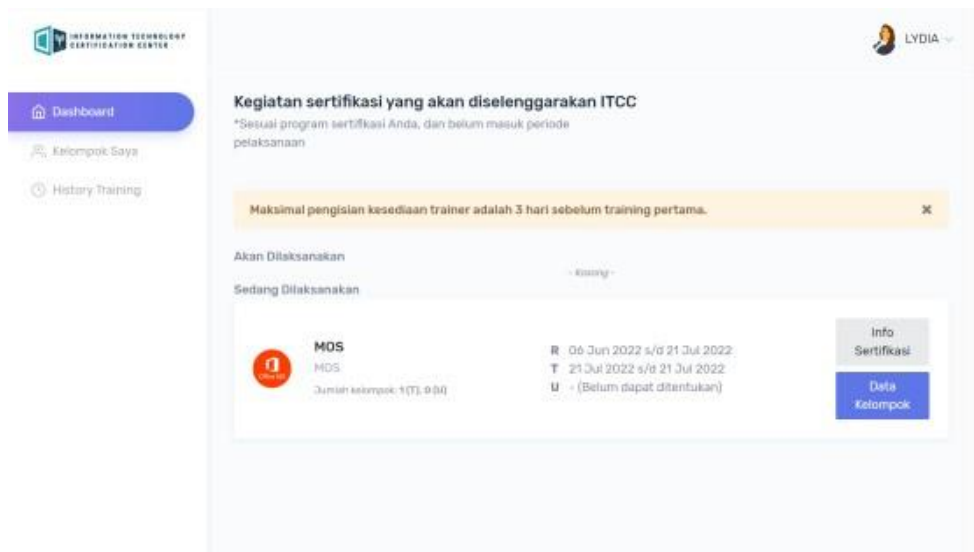 INFORMATION TECHNOLOGY
CERTIFICATION CENTER
LYDIA
Dashboard
Kelompok Saya
History Training
Kegiatan sertifikasi yang akan diselenggarakan ITCC
*Sesuai program sertifikasi Anda, dan belum masuk periode
pelaksanaan
Maksimal pengisian kesediaan trainer adalah 3 hari sebelum training pertama.
×
Akan Dilaksanakan
- Kosong -
Sedang Dilaksanakan
MOS
MOS
Jumlah kelompok: 1 (T), 0 (U)
R 06 Jun 2022 s/d 21 Jul 2022
T 21 Jul 2022 s/d 21 Jul 2022
U - (Belum dapat ditentukan)
Info
Sertifikasi
Data
Kelompok